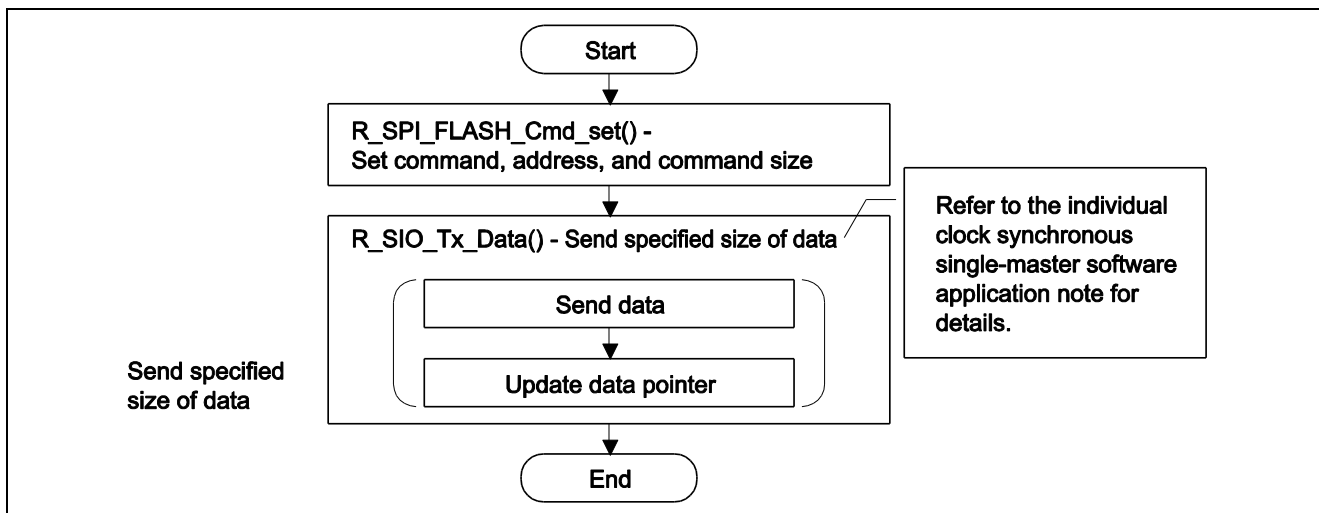 Start
R_SPI_FLASH_Cmd_set() -
Set command, address, and command size
R_SIO_Tx_Data() - Send specified size of data
Refer to the individual
clock synchronous
single-master software
application note for
details.
Send data
Update data pointer
Send specified
size of data
End